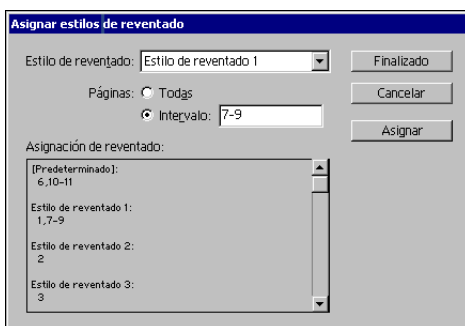 Asignar estilos de reventado
Estilo de reventado: Estilo de reventado 1
Finalizado
Páginas: Todas
Cancelar
Intervalo: 7-9
Asignar
Asignación de reventado:
[Predeterminado]:
6,10-11
Estilo de reventado 1:
1,7-9
Estilo de reventado 2:
2
Estilo de reventado 3:
3